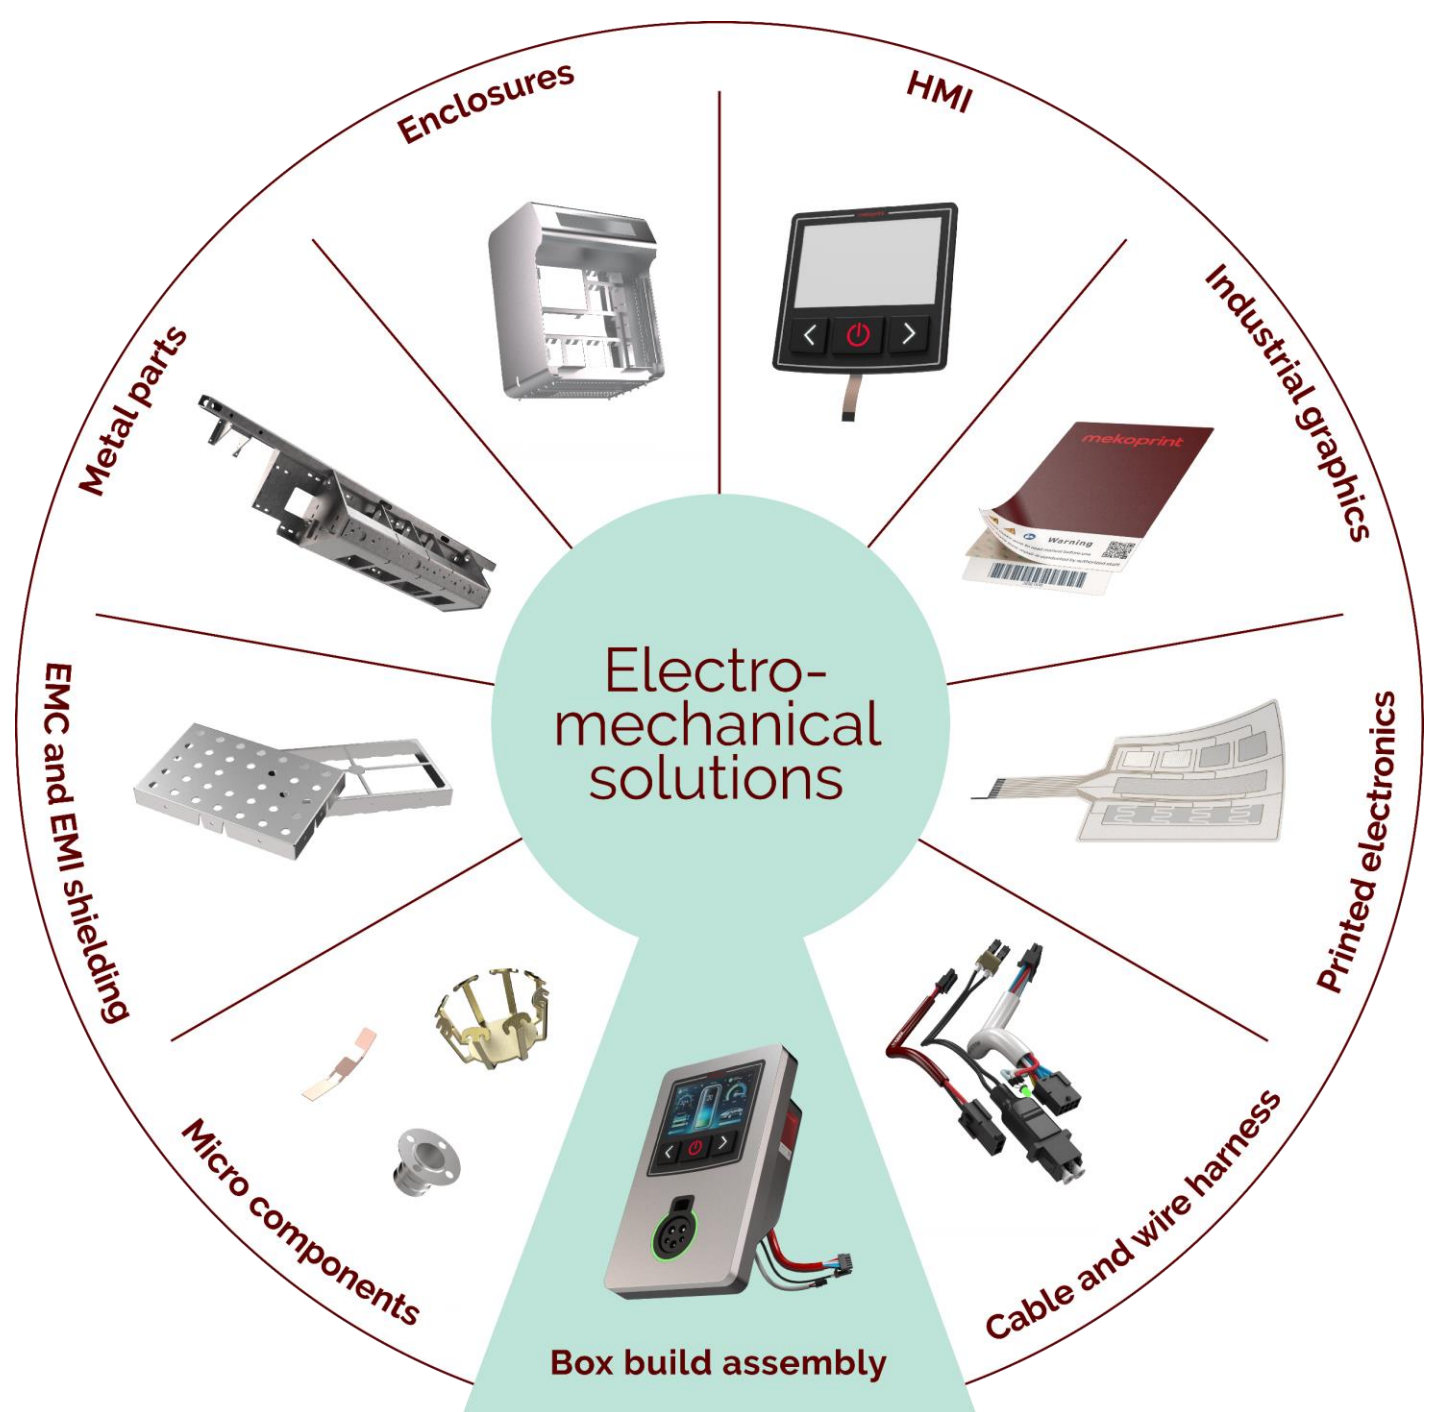 Enclosures
HMI
Industrial graphics
Printed electronics
Cable and wire harness
Box build assembly
Micro components
EMC and EMI shielding
Metal parts
Electro-
mechanical
solutions
mekoprint
Warning